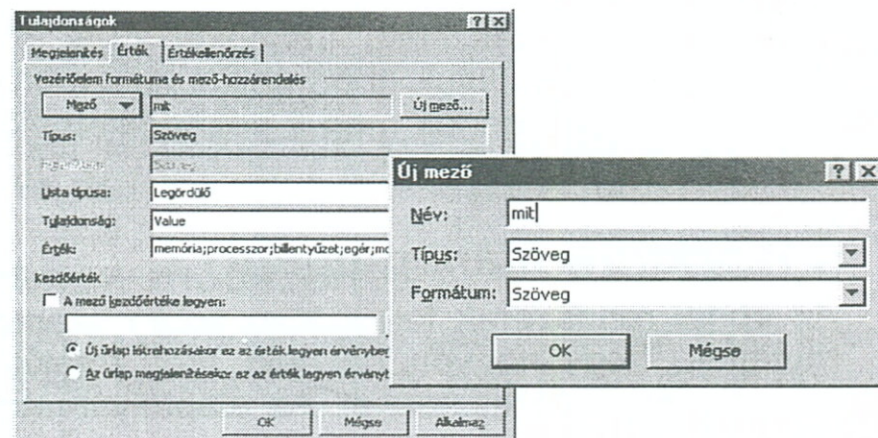 Tulajdonságok
Megjelenítés Érték Értékellenőrzés
Vezérlőelem formátuma és mező-hozzárendelés
Mező mit Új mező...
Típus: Szöveg
Szöveg
Lista típusa: Legördülő
Tulajdonság: Value
Érték: memória;processzor;billentyűzet;egér;mo
Kezdőérték
A mező kezdőértéke legyen:
Új űrlap létrehozásakor ez az érték legyen érvénybe
Az űrlap megjelenítésekor ez az érték legyen érvényb
OK Mégse Alkalmaz
Új mező
Név: mit
Típus: Szöveg
Formátum: Szöveg
OK Mégse